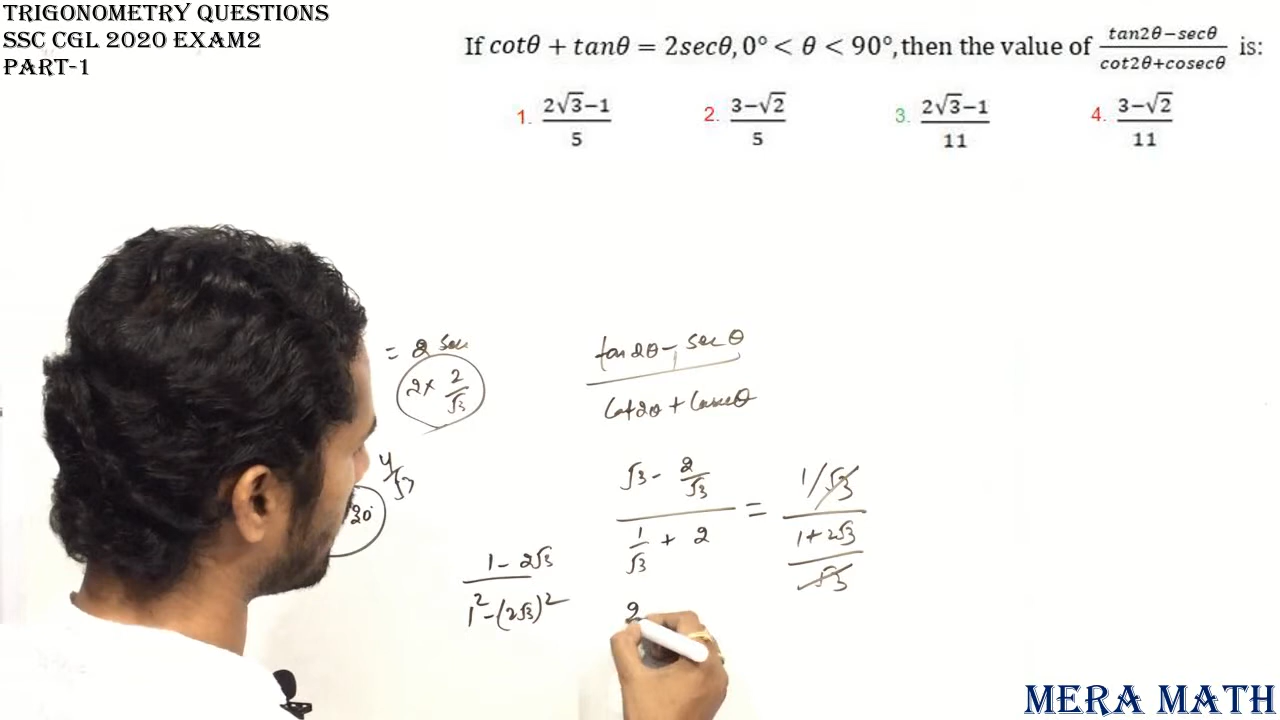 TRIGONOMETRY QUESTIONS
SSC CGL 2020 EXAM2
PART-1
If cotθ + tanθ = 2secθ, 0° < θ < 90°, then the value of (tan2θ−secθ)/(cot2θ+cosecθ) is:
1. (2√3−1)/5 2. (3−√2)/5 3. (2√3−1)/11 4. (3−√2)/11
= 2 sec
2 × 2/√3
4/√3
30°
tan2θ − secθ
cot2θ + cosecθ
√3 − 2/√3
1/√3 + 2
=
1/√3
1+2√3
√3
1 − 2√3
1² − (2√3)²
2
MERA MATH